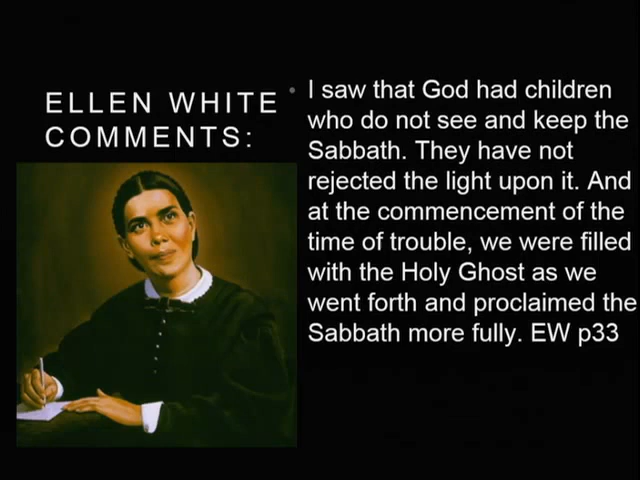 ELLEN WHITE
COMMENTS:
• I saw that God had children
who do not see and keep the
Sabbath. They have not
rejected the light upon it. And
at the commencement of the
time of trouble, we were filled
with the Holy Ghost as we
went forth and proclaimed the
Sabbath more fully. EW p33